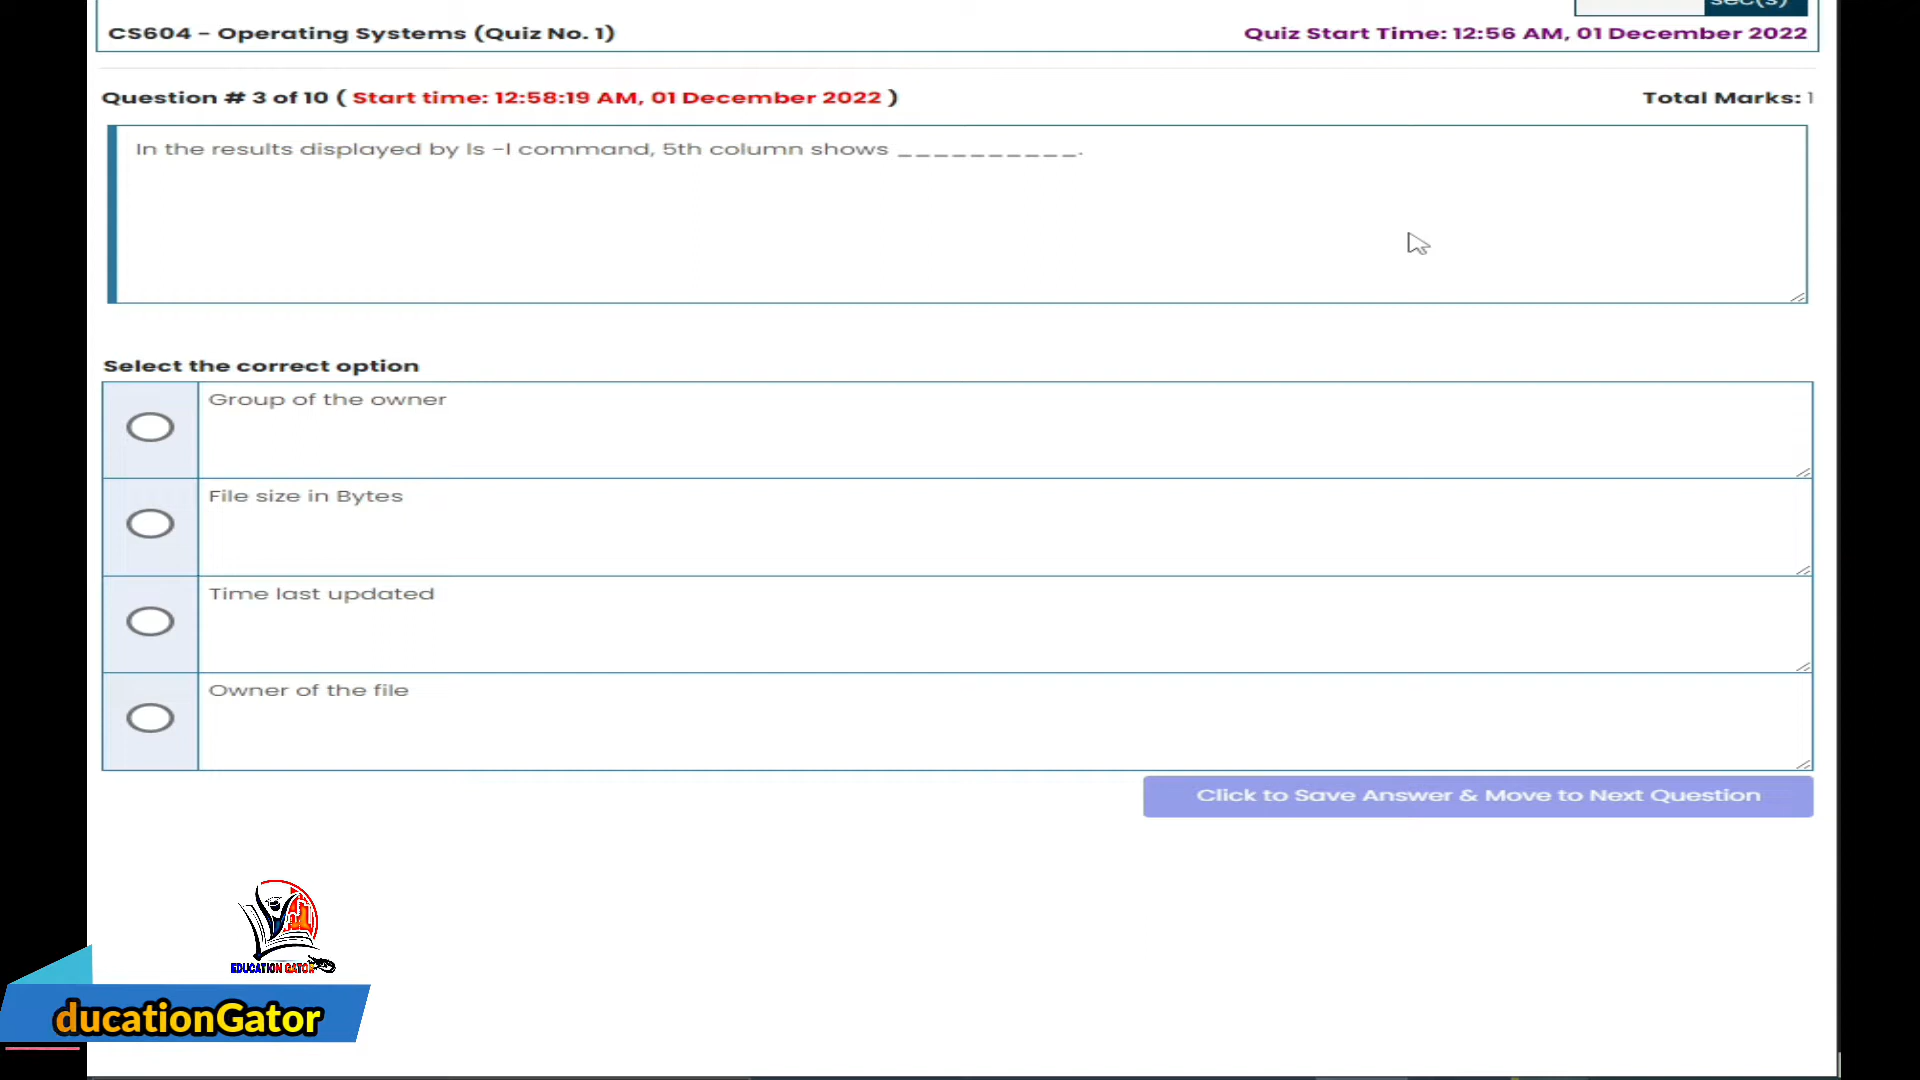 sec(s)
CS604 - Operating Systems (Quiz No. 1)
Quiz Start Time: 12:56 AM, 01 December 2022
Question # 3 of 10 ( Start time: 12:58:19 AM, 01 December 2022 )
Total Marks: 1
In the results displayed by ls -l command, 5th column shows __________.
Select the correct option
Group of the owner
File size in Bytes
Time last updated
Owner of the file
Click to Save Answer & Move to Next Question
EDUCATION GATOR
ducationGator